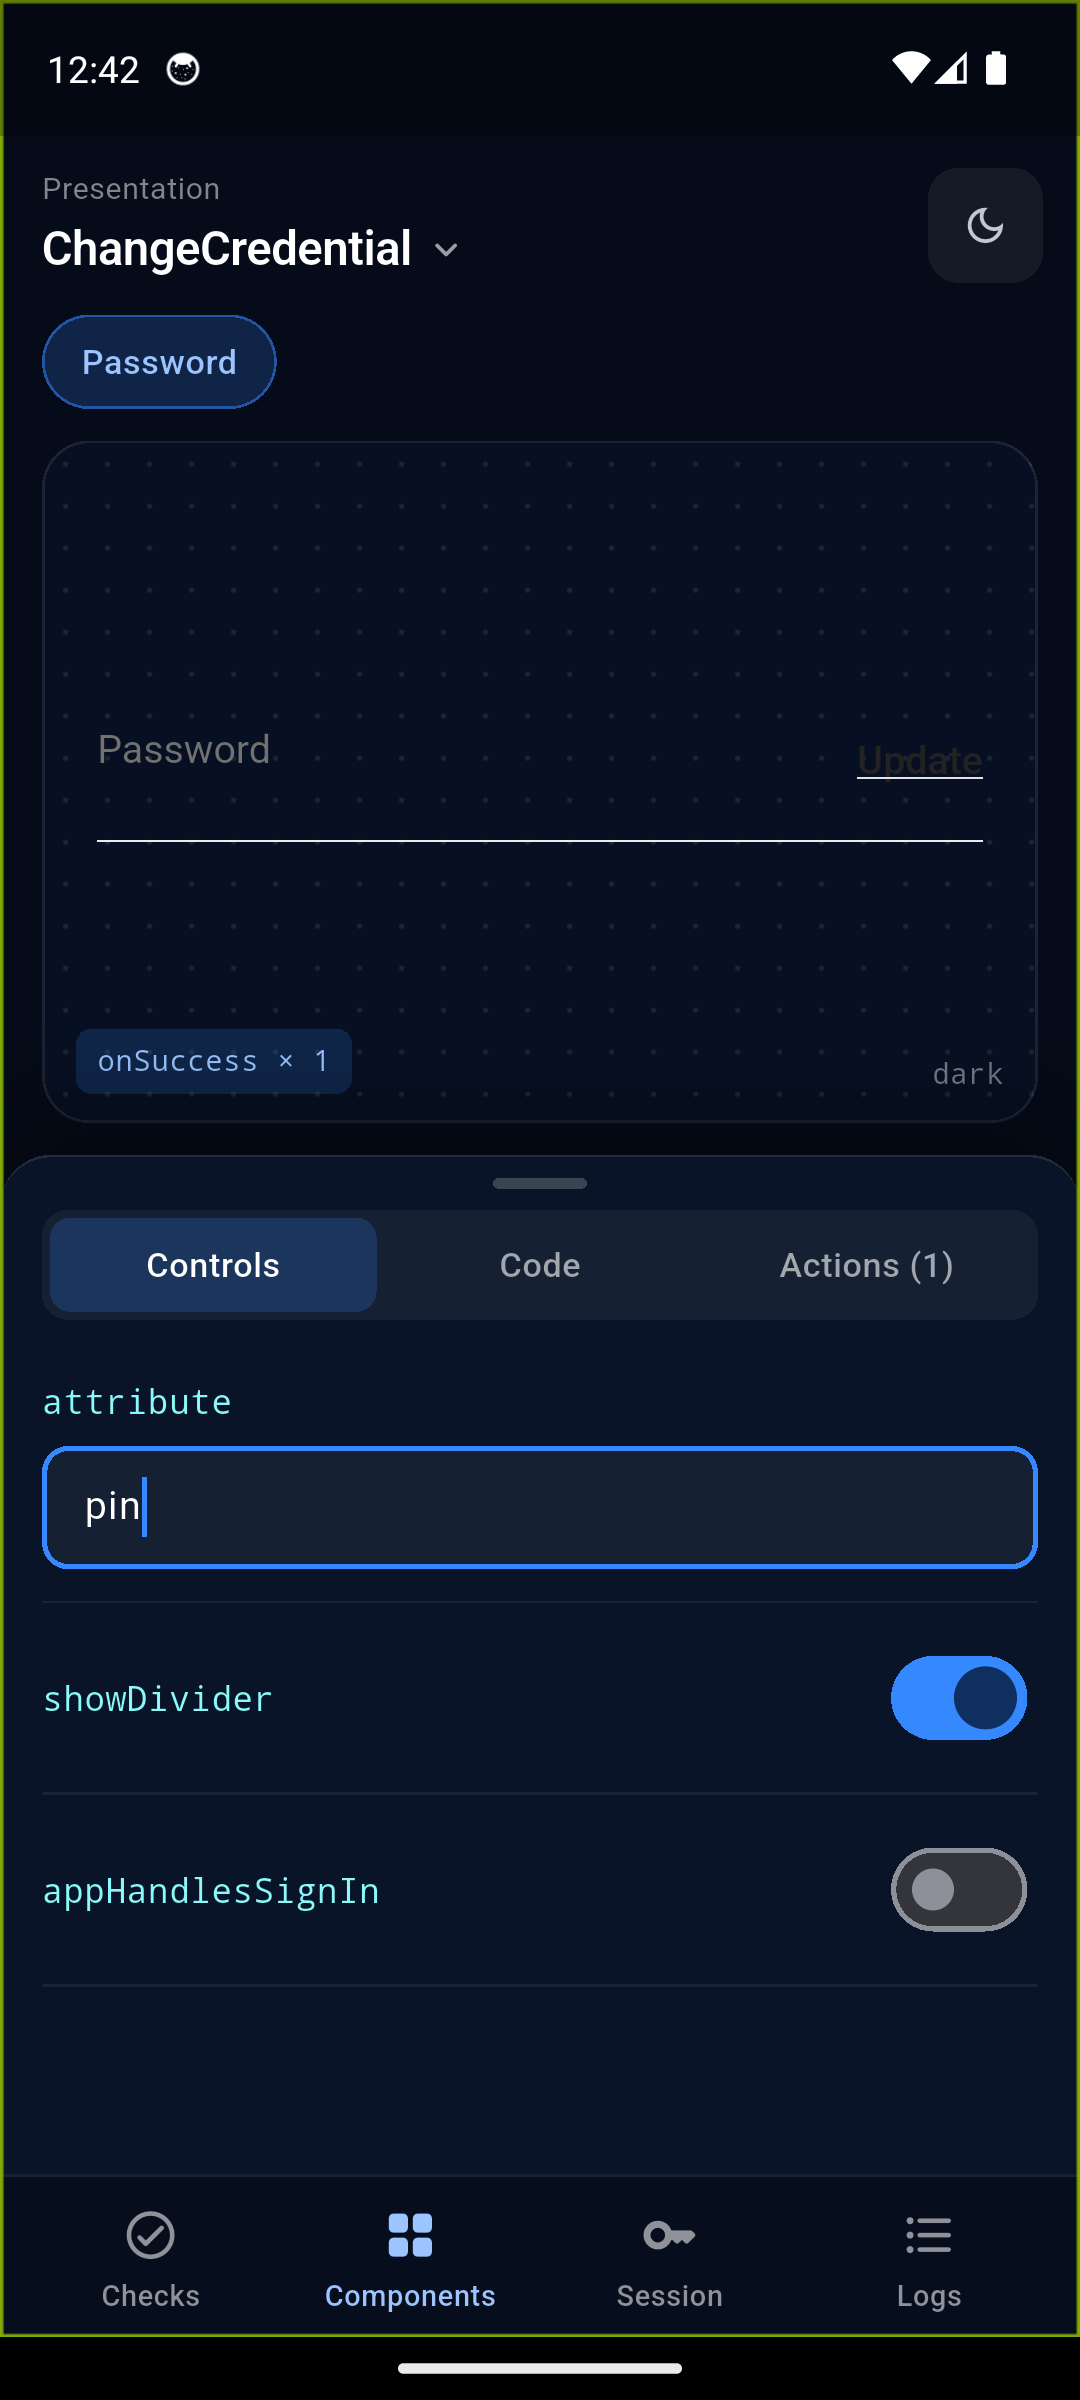 12:42
Presentation
ChangeCredential
Password
Password
Update
onSuccess × 1
dark
Controls
Code
Actions (1)
attribute
pin
showDivider
appHandlesSignIn
Checks
Components
Session
Logs